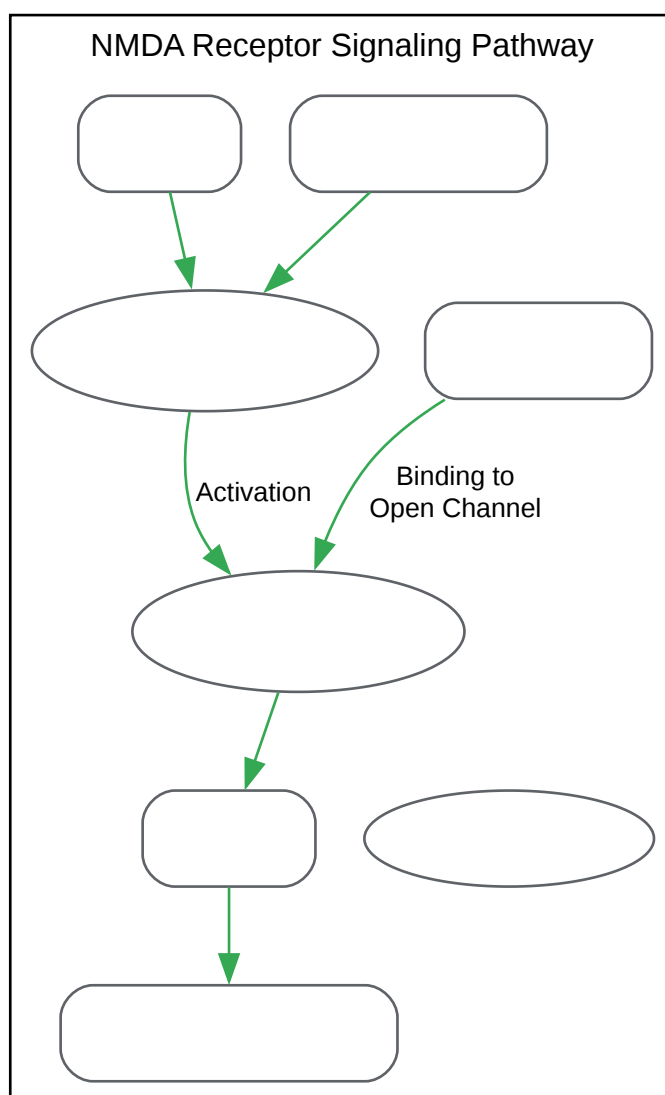 NMDA Receptor Signaling Pathway
Activation
Binding to
Open Channel